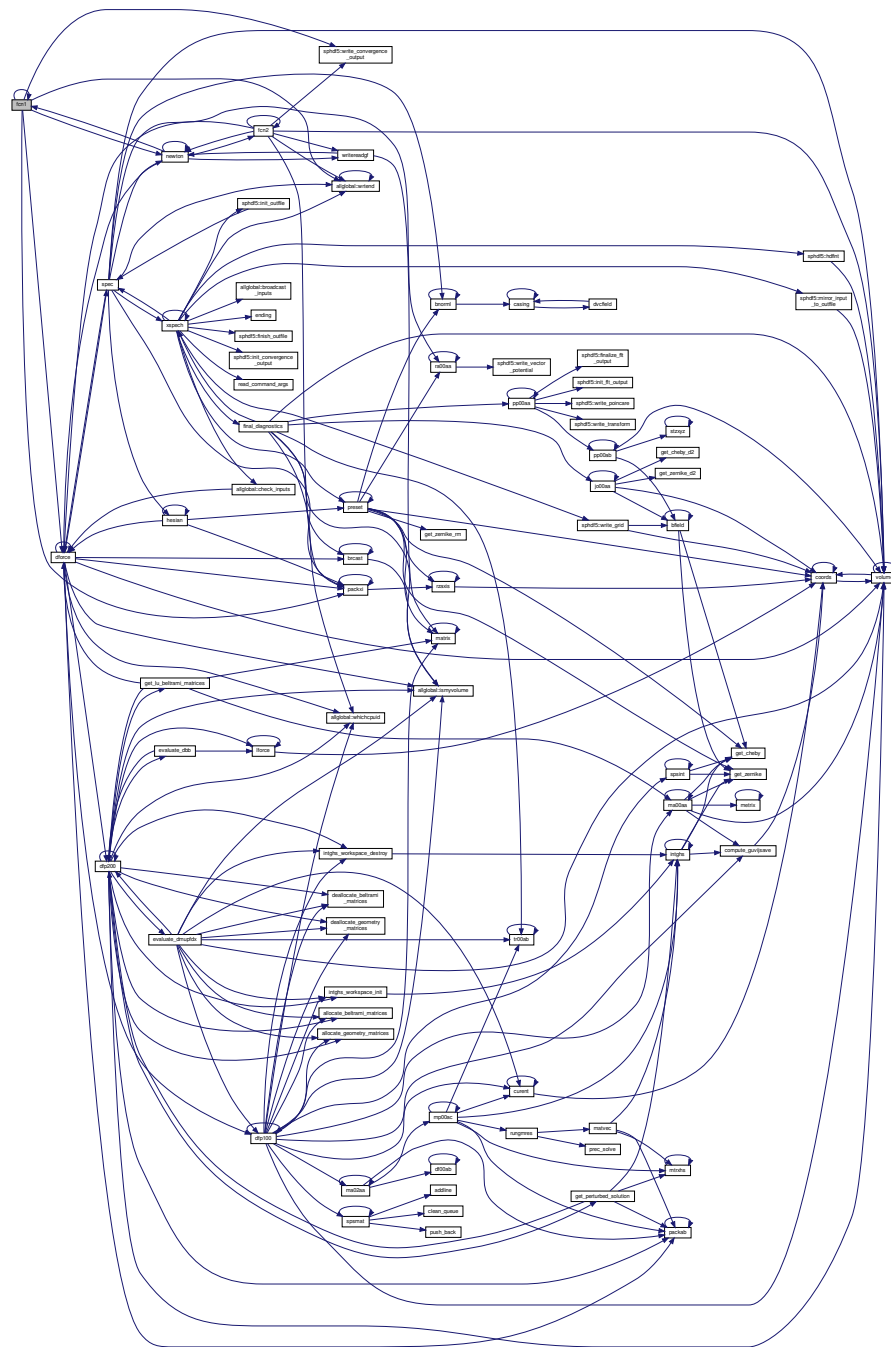 sphdf5::write_convergence
_output
fcn1
fcn2
newton
writereadgf
allglobal::wrtend
sphdf5::init_outfile
sphdf5::hdfint
spec
allglobal::broadcast
_inputs
sphdf5::mirror_input
_to_outfile
bnorml
casing
dvcfield
ending
xspech
sphdf5::finish_outfile
sphdf5::init_convergence
_output
sphdf5::finalize_flt
_output
ra00aa
sphdf5::write_vector
_potential
read_command_args
sphdf5::init_flt_output
pp00aa
sphdf5::write_poincare
sphdf5::write_transform
final_diagnostics
stzxyz
pp00ab
get_cheby_d2
get_zernike_d2
jo00aa
allglobal::check_inputs
preset
hesian
sphdf5::write_grid
bfield
get_zernike_rm
dforce
brcast
packxi
rzaxis
coords
volume
matrix
get_lu_beltrami_matrices
allglobal::ismyvolume
allglobal::whichcpuid
evaluate_dbb
lforce
get_cheby
spsint
get_zernike
ma00aa
metrix
intghs_workspace_destroy
intghs
compute_guvijsave
dfp200
deallocate_beltrami
_matrices
deallocate_geometry
_matrices
evaluate_dmupfdx
tr00ab
intghs_workspace_init
allocate_beltrami_matrices
allocate_geometry_matrices
curent
mp00ac
rungmres
matvec
dfp100
prec_solve
df00ab
mtrxhs
ma02aa
addline
get_perturbed_solution
clean_queue
spsmat
push_back
packab